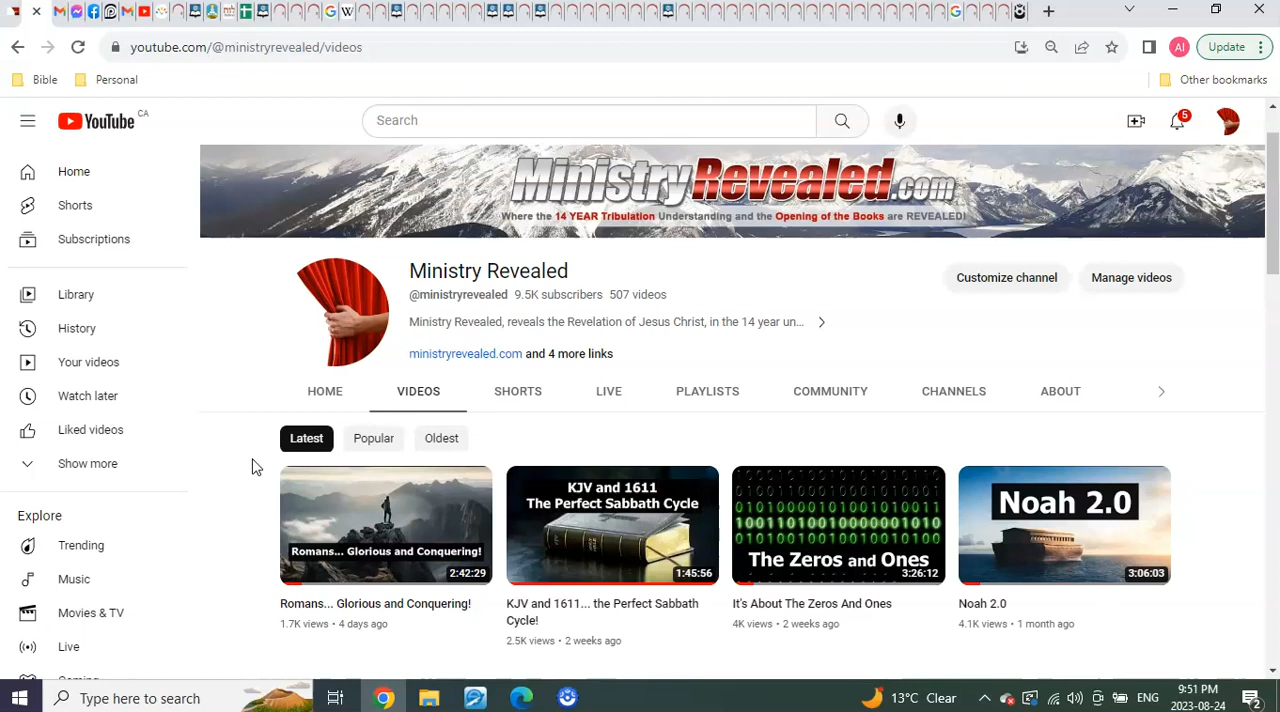 youtube.com/@ministryrevealed/videos
AI
Update
Bible
Personal
Other bookmarks
YouTube CA
Search
5
Home
Shorts
Subscriptions
Library
History
Your videos
Watch later
Liked videos
Show more
Explore
Trending
Music
Movies & TV
Live
MinistryRevealed.com
Where the 14 YEAR Tribulation Understanding and the Opening of the Books are REVEALED!
Ministry Revealed
@ministryrevealed 9.5K subscribers 507 videos
Ministry Revealed, reveals the Revelation of Jesus Christ, in the 14 year un...
ministryrevealed.com and 4 more links
Customize channel
Manage videos
HOME VIDEOS SHORTS LIVE PLAYLISTS COMMUNITY CHANNELS ABOUT
Latest Popular Oldest
Romans... Glorious and Conquering!
2:42:29
Romans... Glorious and Conquering!
1.7K views • 4 days ago
KJV and 1611
The Perfect Sabbath Cycle
1:45:56
KJV and 1611... the Perfect Sabbath
Cycle!
2.5K views • 2 weeks ago
10011010100000010
The Zeros and Ones
3:26:12
It's About The Zeros And Ones
4K views • 2 weeks ago
Noah 2.0
3:06:03
Noah 2.0
4.1K views • 1 month ago
Type here to search
13°C Clear
ENG
9:51 PM
2023-08-24
2